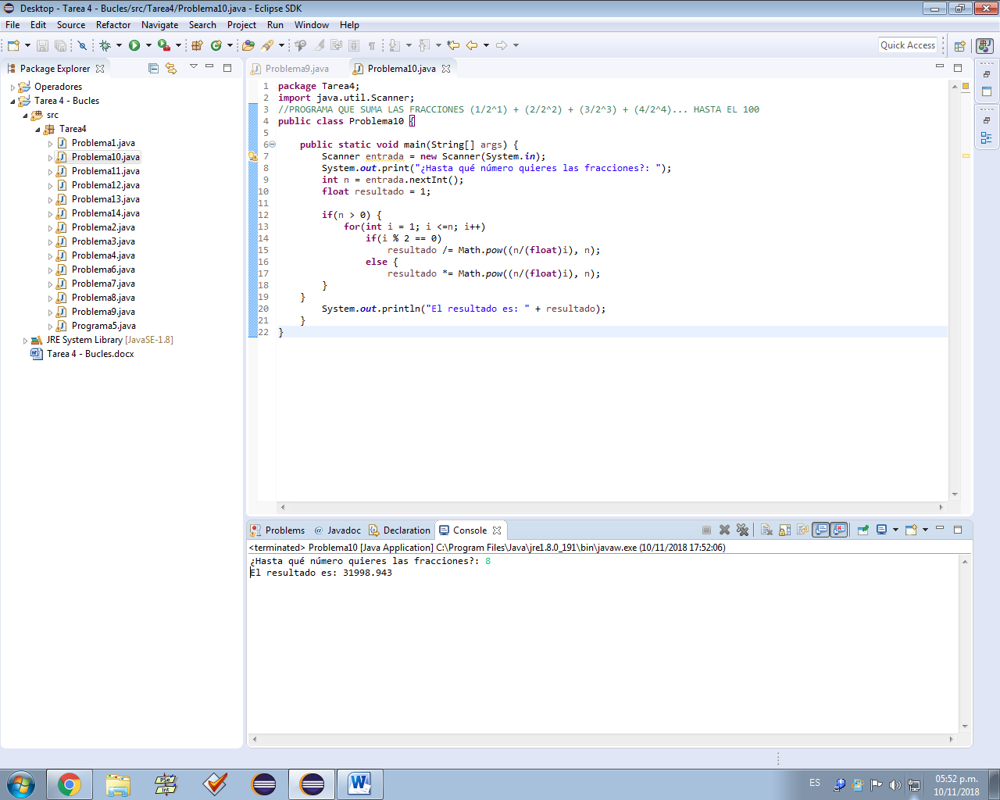 Desktop - Tarea 4 - Bucles/src/Tarea4/Problema10.java - Eclipse SDK
File Edit Source Refactor Navigate Search Project Run Window Help
Quick Access
Package Explorer
Operadores
Tarea 4 - Bucles
src
Tarea4
Problema1.java
Problema10.java
Problema11.java
Problema12.java
Problema13.java
Problema14.java
Problema2.java
Problema3.java
Problema4.java
Problema6.java
Problema7.java
Problema8.java
Problema9.java
Programa5.java
JRE System Library [JavaSE-1.8]
Tarea 4 - Bucles.docx
Problema9.java Problema10.java
1 package Tarea4;
2 import java.util.Scanner;
3 //PROGRAMA QUE SUMA LAS FRACCIONES (1/2^1) + (2/2^2) + (3/2^3) + (4/2^4)... HASTA EL 100
4 public class Problema10 {
5
6 public static void main(String[] args) {
7 Scanner entrada = new Scanner(System.in);
8 System.out.print("¿Hasta qué número quieres las fracciones?: ");
9 int n = entrada.nextInt();
10 float resultado = 1;
11
12 if(n > 0) {
13 for(int i = 1; i <=n; i++)
14 if(i % 2 == 0)
15 resultado /= Math.pow((n/(float)i), n);
16 else {
17 resultado *= Math.pow((n/(float)i), n);
18 }
19 }
20 System.out.println("El resultado es: " + resultado);
21 }
22 }
Problems @ Javadoc Declaration Console
<terminated> Problema10 [Java Application] C:\Program Files\Java\jre1.8.0_191\bin\javaw.exe (10/11/2018 17:52:06)
¿Hasta qué número quieres las fracciones?: 8
El resultado es: 31998.943
PSe
Int
W
ES
05:52 p.m.
10/11/2018